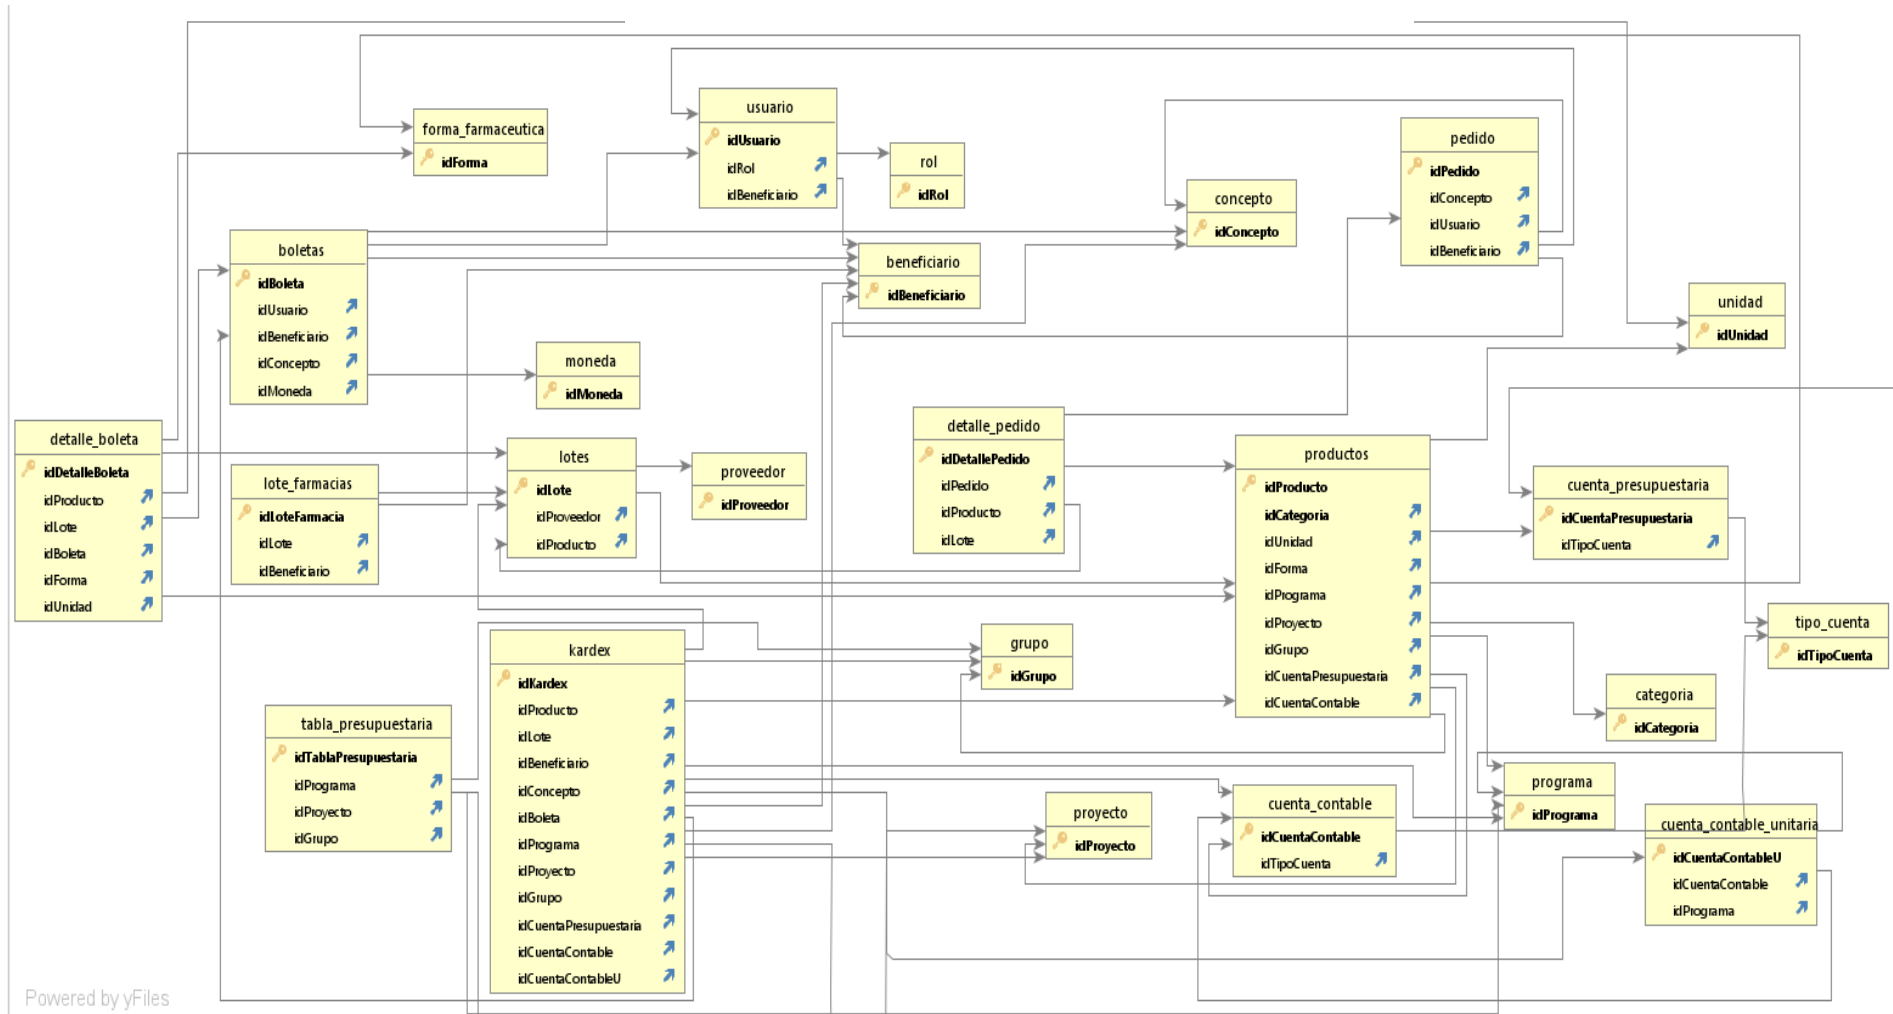 forma_farmaceutica
idForma
usuario
idUsuario
idRol
idBeneficiario
rol
idRol
concepto
idConcepto
pedido
idPedido
idConcepto
idUsuario
idBeneficiario
boletas
idBoleta
idUsuario
idBeneficiario
idConcepto
idMoneda
beneficiario
idBeneficiario
unidad
idUnidad
moneda
idMoneda
detalle_boleta
idDetalleBoleta
idProducto
idLote
idBoleta
idForma
idUnidad
lote_farmacias
idLoteFarmacia
idLote
idBeneficiario
lotes
idLote
idProveedor
idProducto
proveedor
idProveedor
detalle_pedido
idDetallePedido
idPedido
idProducto
idLote
productos
idProducto
idCategoria
idUnidad
idForma
idPrograma
idProyecto
idGrupo
idCuentaPresupuestaria
idCuentaContable
cuenta_presupuestaria
idCuentaPresupuestaria
idTipoCuenta
tipo_cuenta
idTipoCuenta
categoria
idCategoria
grupo
idGrupo
kardex
idKardex
idProducto
idLote
idBeneficiario
idConcepto
idBoleta
idPrograma
idProyecto
idGrupo
idCuentaPresupuestaria
idCuentaContable
idCuentaContableU
tabla_presupuestaria
idTablaPresupuestaria
idPrograma
idProyecto
idGrupo
proyecto
idProyecto
cuenta_contable
idCuentaContable
idTipoCuenta
programa
idPrograma
cuenta_contable_unitaria
idCuentaContableU
idCuentaContable
idPrograma
Powered by yFiles